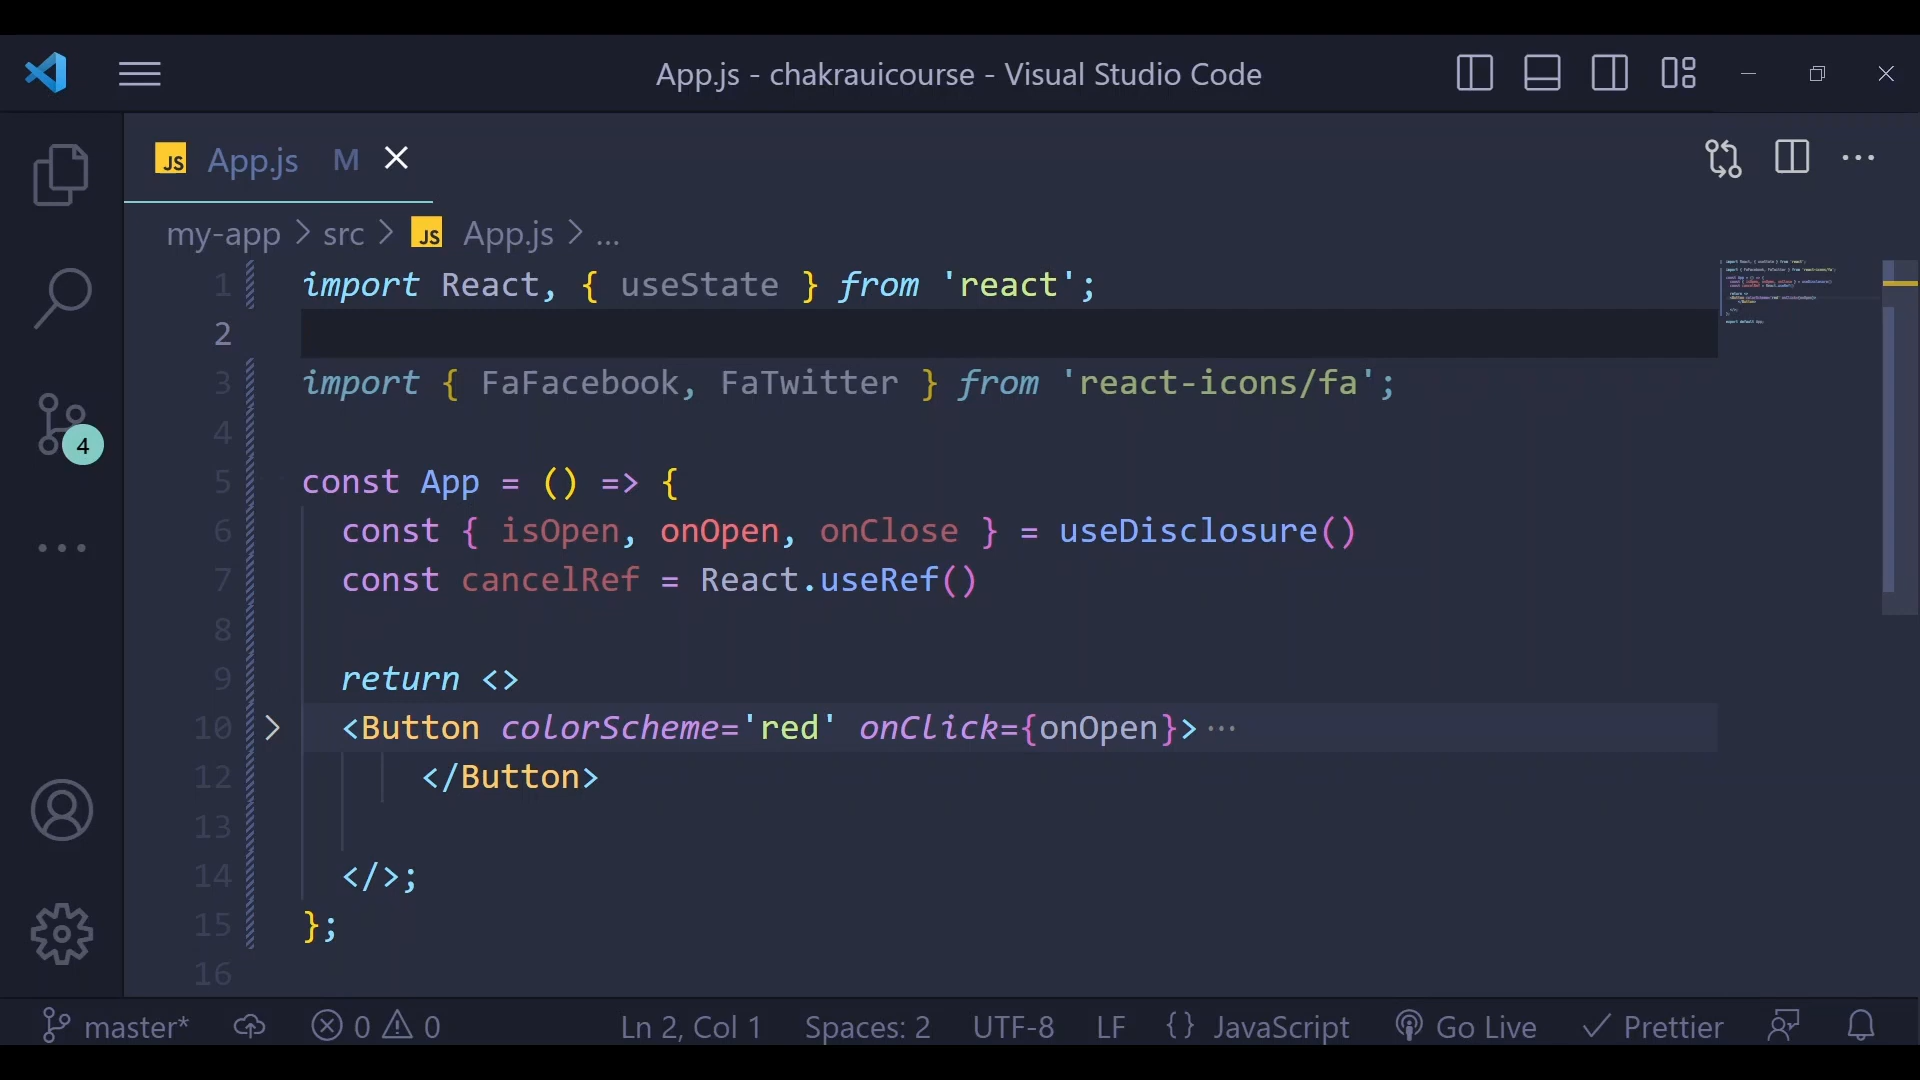 App.js - chakrauicourse - Visual Studio Code
JS App.js M
my-app > src > JS App.js > ...
1 import React, { useState } from 'react';
2
3 import { FaFacebook, FaTwitter } from 'react-icons/fa';
4
5 const App = () => {
6 const { isOpen, onOpen, onClose } = useDisclosure()
7 const cancelRef = React.useRef()
8
9 return <>
10 <Button colorScheme='red' onClick={onOpen}>···
12 </Button>
13
14 </>;
15 };
16
4
master* 0 0 Ln 2, Col 1 Spaces: 2 UTF-8 LF {} JavaScript Go Live Prettier